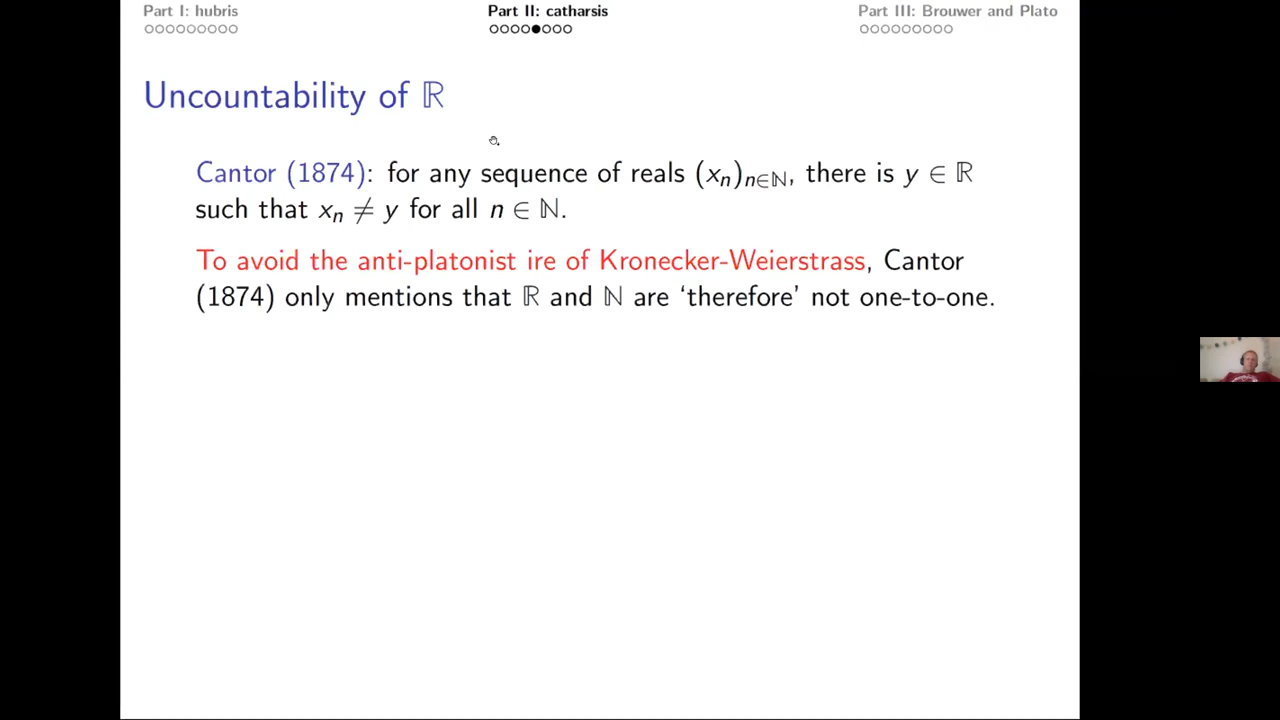 Part I: hubris Part II: catharsis Part III: Brouwer and Plato
Uncountability of ℝ
Cantor (1874): for any sequence of reals (xₙ)ₙ∈ℕ, there is y ∈ ℝ
such that xₙ ≠ y for all n ∈ ℕ.
To avoid the anti-platonist ire of Kronecker-Weierstrass, Cantor
(1874) only mentions that ℝ and ℕ are ‘therefore’ not one-to-one.